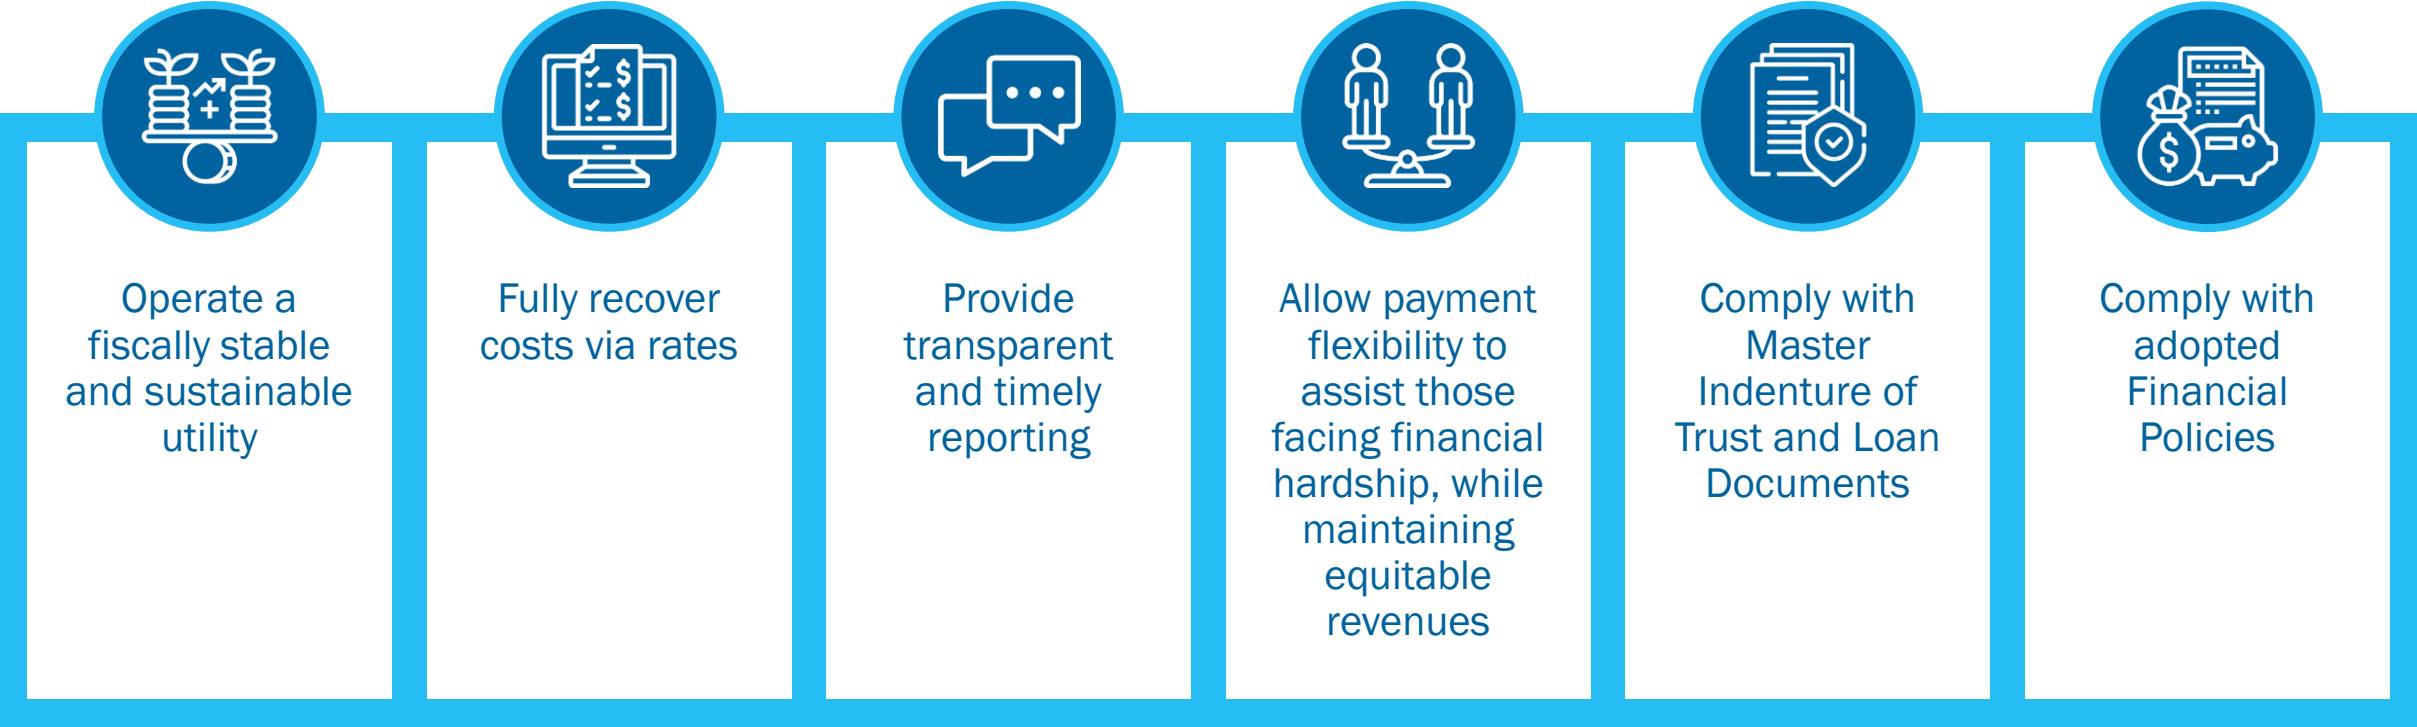 Operate a
fiscally stable
and sustainable
utility
Fully recover
costs via rates
Provide
transparent
and timely
reporting
Allow payment
flexibility to
assist those
facing financial
hardship, while
maintaining
equitable
revenues
Comply with
Master
Indenture of
Trust and Loan
Documents
Comply with
adopted
Financial
Policies